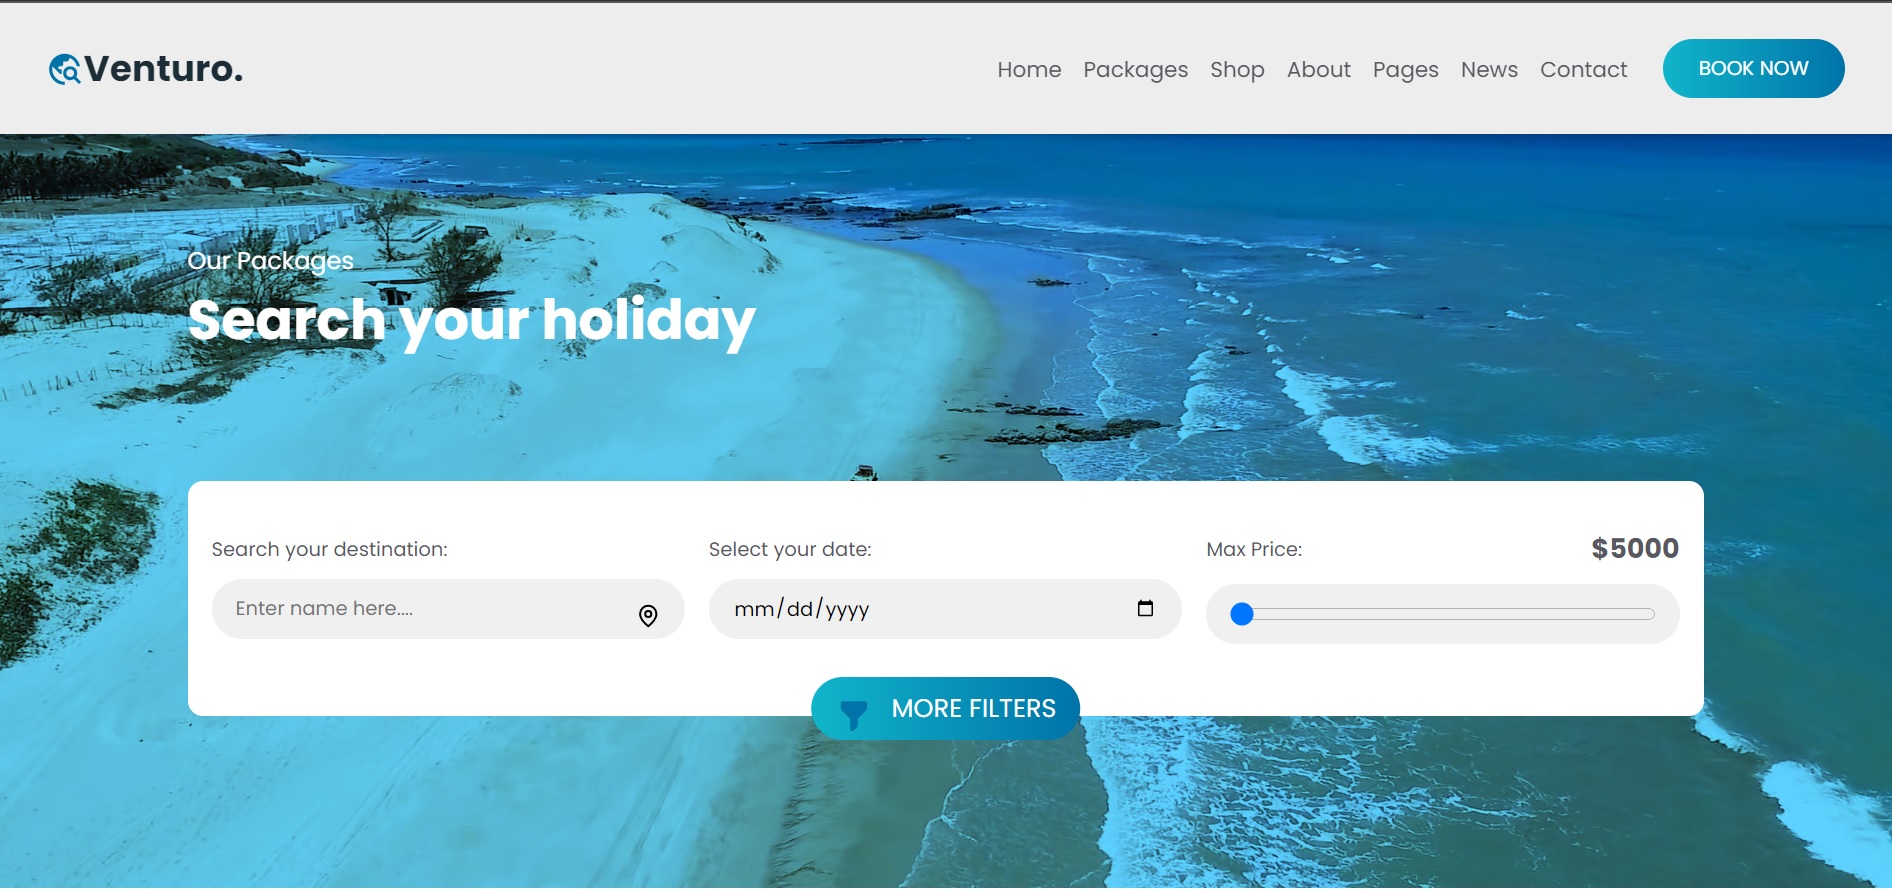 Venturo.
Home Packages Shop About Pages News Contact BOOK NOW
Our Packages
Search your holiday
Search your destination: Select your date: Max Price: $5000
Enter name here.... mm/dd/yyyy
MORE FILTERS